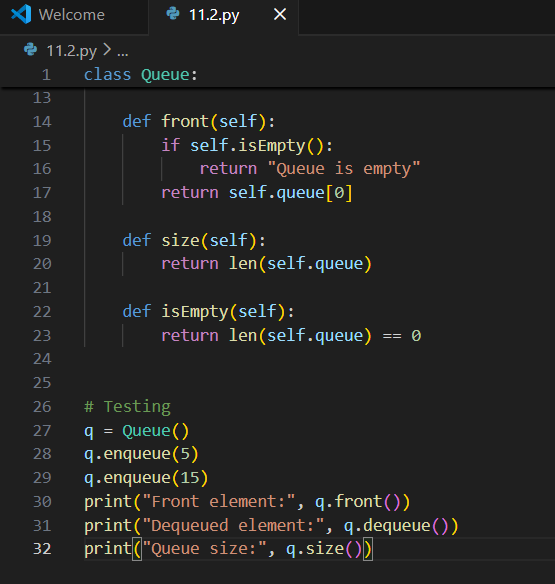 Welcome
11.2.py
11.2.py > ...
1 class Queue:
13
14     def front(self):
15         if self.isEmpty():
16             return "Queue is empty"
17         return self.queue[0]
18
19     def size(self):
20         return len(self.queue)
21
22     def isEmpty(self):
23         return len(self.queue) == 0
24
25
26 # Testing
27 q = Queue()
28 q.enqueue(5)
29 q.enqueue(15)
30 print("Front element:", q.front())
31 print("Dequeued element:", q.dequeue())
32 print("Queue size:", q.size())